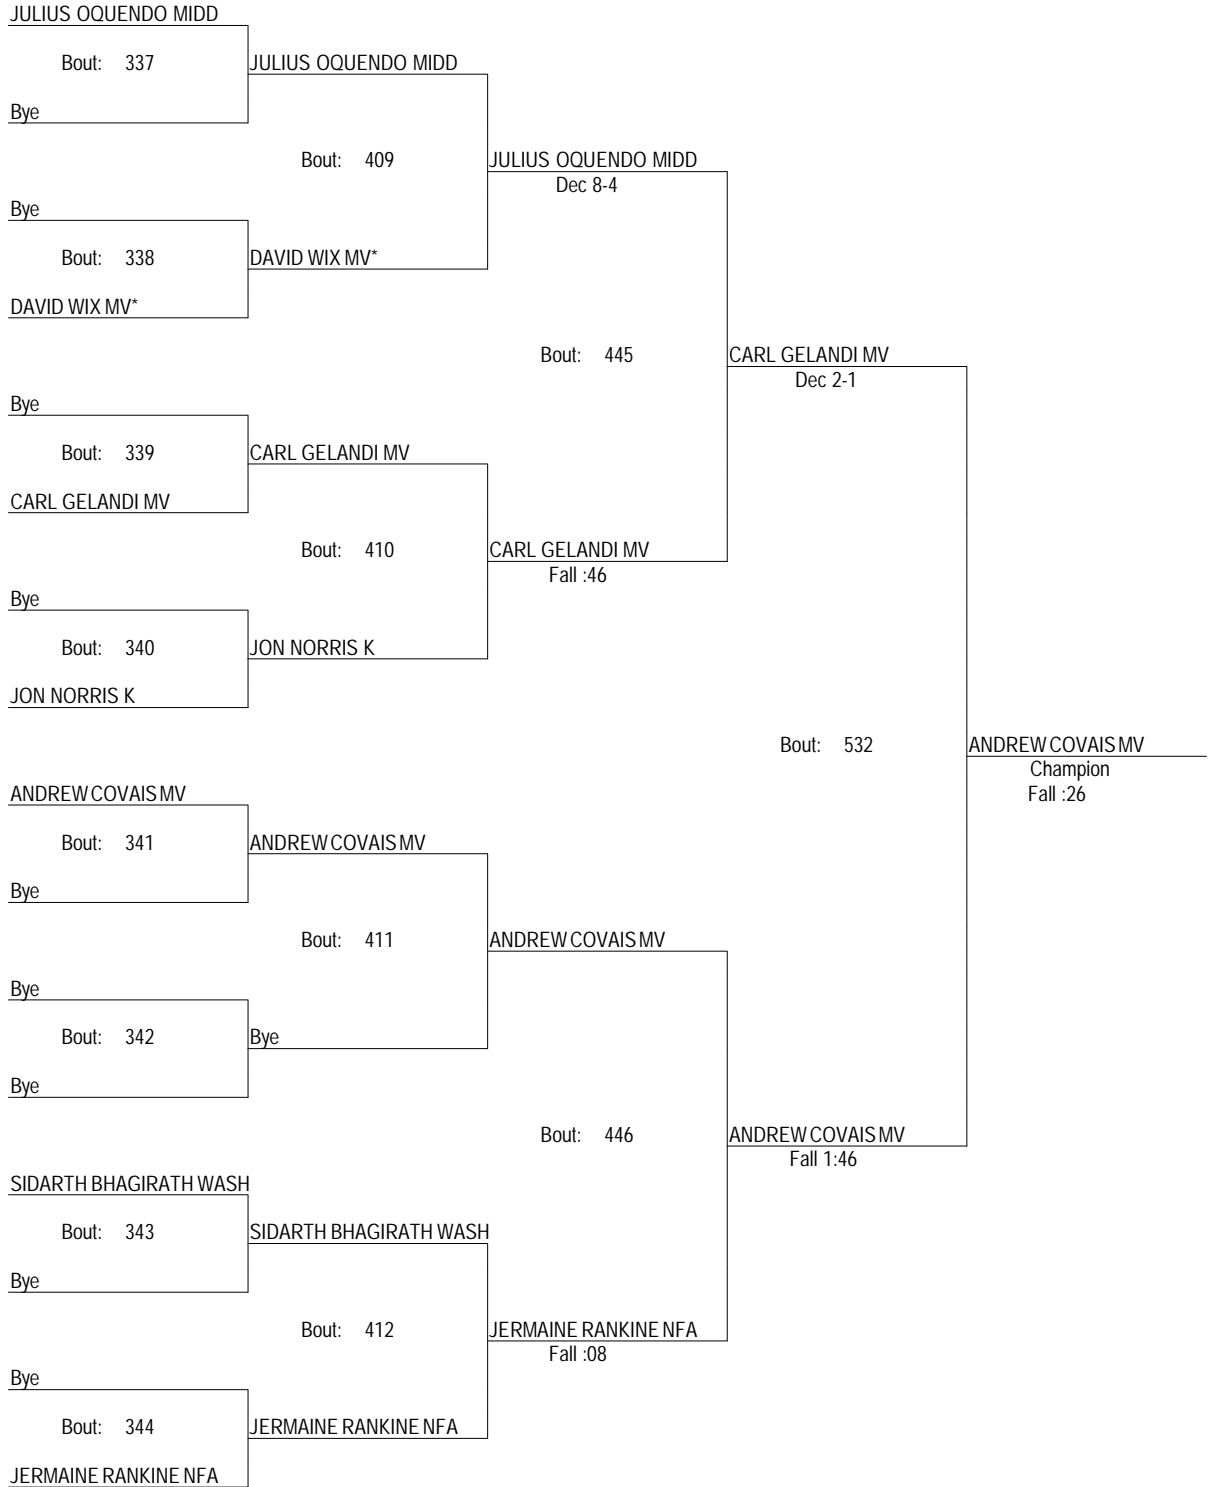 JULIUS OQUENDO MIDD
Bout: 337 JULIUS OQUENDO MIDD
Bye
Bout: 409 JULIUS OQUENDO MIDD
Dec 8-4
Bye
Bout: 338 DAVID WIX MV*
DAVID WIX MV*
Bout: 445 CARL GELANDI MV
Dec 2-1
Bye
Bout: 339 CARL GELANDI MV
CARL GELANDI MV
Bout: 410 CARL GELANDI MV
Fall :46
Bye
Bout: 340 JON NORRIS K
JON NORRIS K
Bout: 532 ANDREW COVAIS MV
Champion
Fall :26
ANDREW COVAIS MV
Bout: 341 ANDREW COVAIS MV
Bye
Bout: 411 ANDREW COVAIS MV
Bye
Bout: 342 Bye
Bye
Bout: 446 ANDREW COVAIS MV
Fall 1:46
SIDARTH BHAGIRATH WASH
Bout: 343 SIDARTH BHAGIRATH WASH
Bye
Bout: 412 JERMAINE RANKINE NFA
Fall :08
Bye
Bout: 344 JERMAINE RANKINE NFA
JERMAINE RANKINE NFA